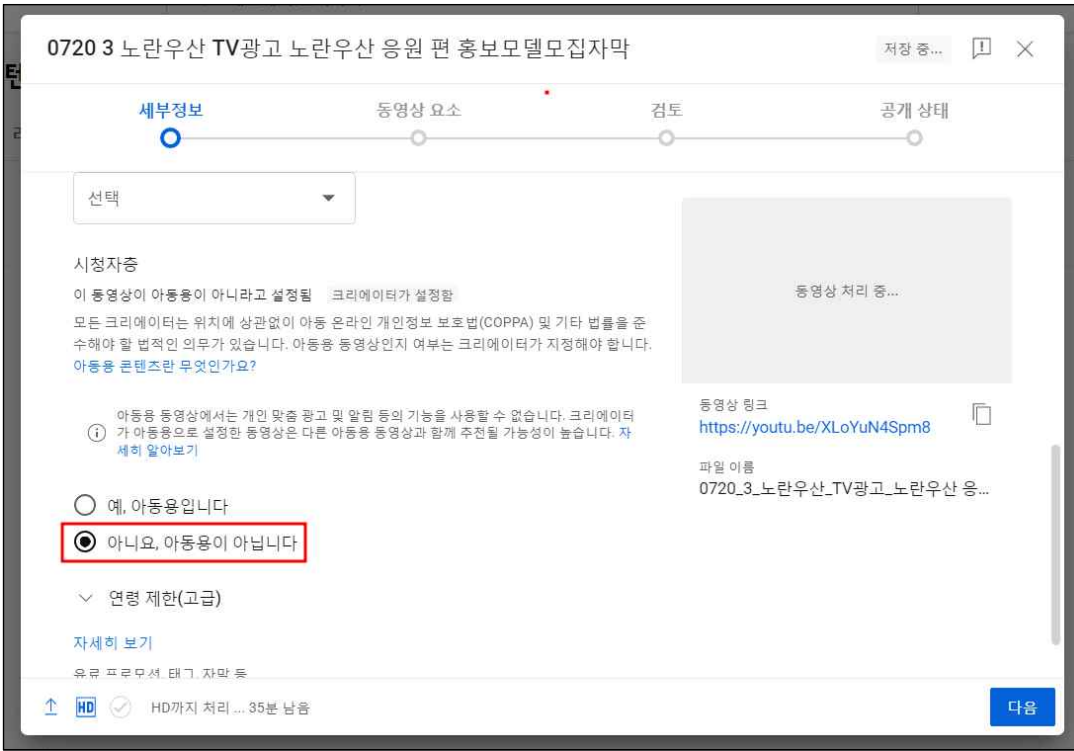 0720 3 노란우산 TV광고 노란우산 응원 편 홍보모델모집자막
저장 중...
세부정보
동영상 요소
검토
공개 상태
선택
시청자층
이 동영상이 아동용이 아니라고 설정됨 크리에이터가 설정함
모든 크리에이터는 위치에 상관없이 아동 온라인 개인정보 보호법(COPPA) 및 기타 법률을 준
수해야 할 법적인 의무가 있습니다. 아동용 동영상인지 여부는 크리에이터가 지정해야 합니다.
아동용 콘텐츠란 무엇인가요?
아동용 동영상에서는 개인 맞춤 광고 및 알림 등의 기능을 사용할 수 없습니다. 크리에이터
가 아동용으로 설정한 동영상은 다른 아동용 동영상과 함께 추천될 가능성이 높습니다. 자
세히 알아보기
예, 아동용입니다
아니요, 아동용이 아닙니다
연령 제한(고급)
자세히 보기
유료 프로모션, 태그, 자막 등
동영상 처리 중...
동영상 링크
https://youtu.be/XLoYuN4Spm8
파일 이름
0720_3_노란우산_TV광고_노란우산 응...
HD
HD까지 처리 ... 35분 남음
다음